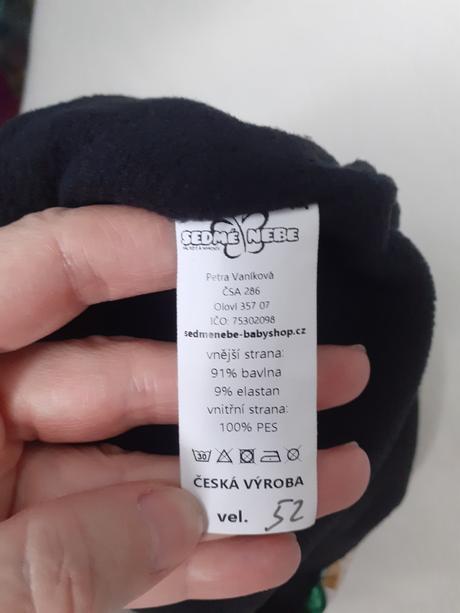 SEDMÉ NEBE
Petra Vaníková
ČSA 286
Oloví 357 07
IČO: 75302098
sedmenebe-babyshop.cz
vnější strana:
91% bavlna
9% elastan
vnitřní strana:
100% PES
30
ČESKÁ VÝROBA
vel. 52